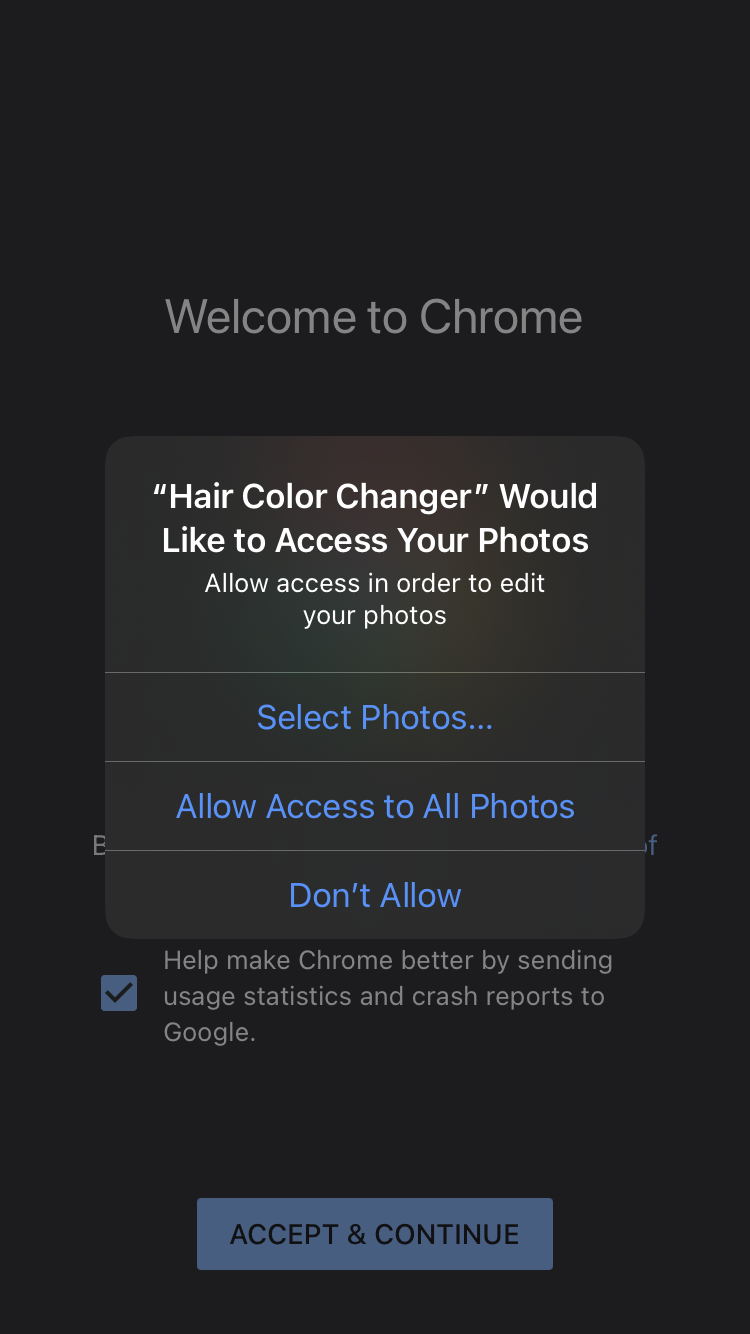 Welcome to Chrome
“Hair Color Changer” Would
Like to Access Your Photos
Allow access in order to edit
your photos
Select Photos...
Allow Access to All Photos
Don’t Allow
Help make Chrome better by sending
usage statistics and crash reports to
Google.
ACCEPT & CONTINUE